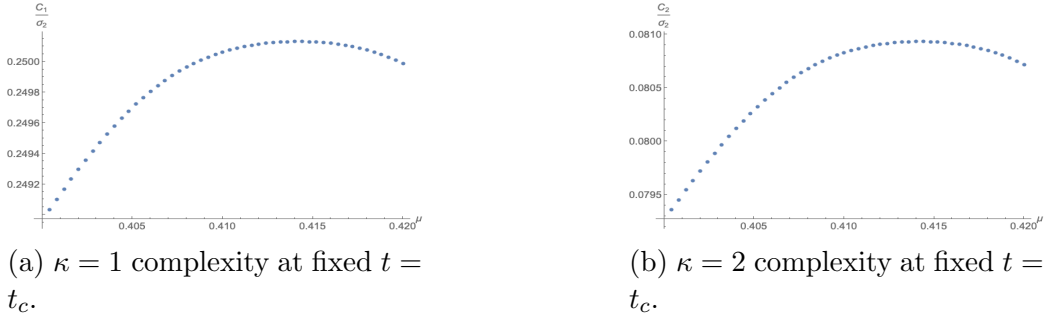 C₁
σ₂
0.2500
0.2498
0.2496
0.2494
0.2492
0.405
0.410
0.415
0.420
μ
C₂
σ₂
0.0810
0.0805
0.0800
0.0795
0.405
0.410
0.415
0.420
μ
(a) κ = 1 complexity at fixed t =
t_c.
(b) κ = 2 complexity at fixed t =
t_c.